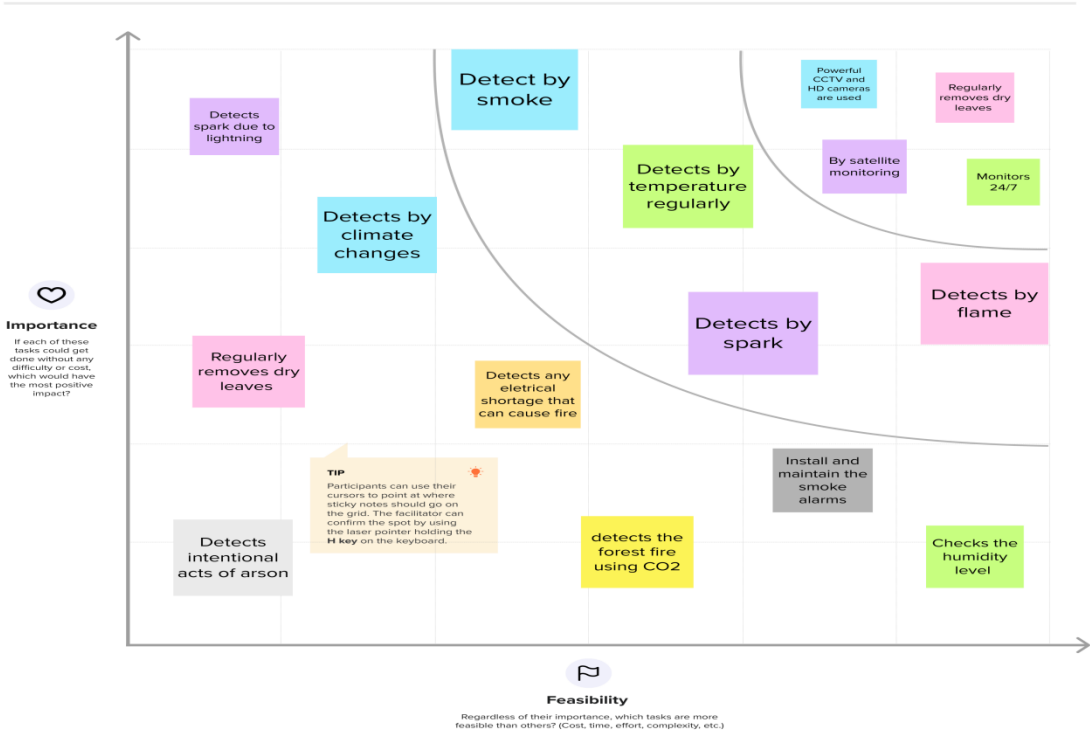 Detect by
smoke
Powerful
CCTV and
HD cameras
are used
Regularly
removes dry
leaves
Detects
spark due to
lightning
Detects by
temperature
regularly
By satellite
monitoring
Monitors
24/7
Detects by
climate
changes
Detects by
flame
Detects by
spark
Importance
If each of these
tasks could get
done without any
difficulty or cost,
which would have
the most positive
impact?
Regularly
removes dry
leaves
Detects any
eletrical
shortage that
can cause fire
TIP
Participants can use their
cursors to point at where
sticky notes should go on
the grid. The facilitator can
confirm the spot by using
the laser pointer holding the
H key on the keyboard.
Install and
maintain the
smoke
alarms
Detects
intentional
acts of arson
detects the
forest fire
using CO2
Checks the
humidity
level
Feasibility
Regardless of their importance, which tasks are more
feasible than others? (Cost, time, effort, complexity, etc.)